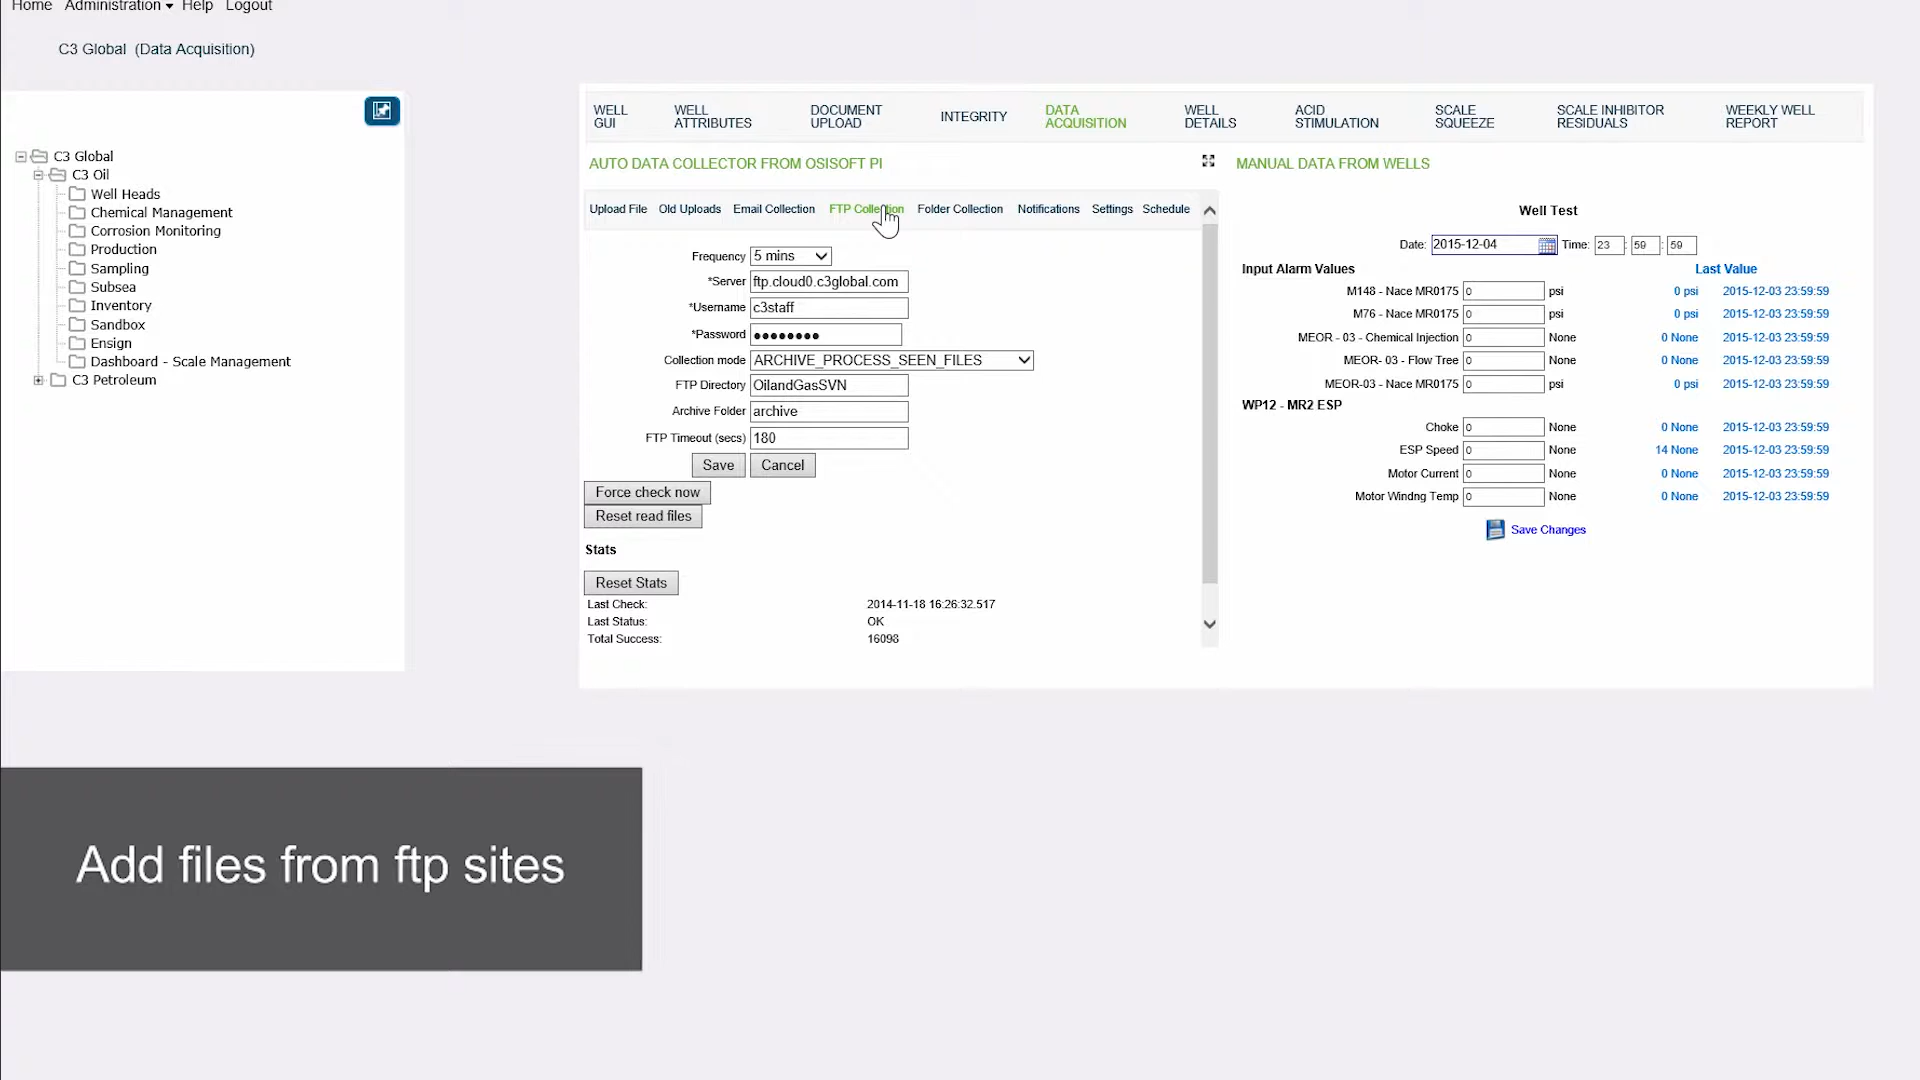 Home Administration Help Logout
C3 Global (Data Acquisition)
C3 Global
C3 Oil
Well Heads
Chemical Management
Corrosion Monitoring
Production
Sampling
Subsea
Inventory
Sandbox
Ensign
Dashboard - Scale Management
C3 Petroleum
WELL GUI
WELL ATTRIBUTES
DOCUMENT UPLOAD
INTEGRITY
DATA ACQUISITION
WELL DETAILS
ACID STIMULATION
SCALE SQUEEZE
SCALE INHIBITOR RESIDUALS
WEEKLY WELL REPORT
AUTO DATA COLLECTOR FROM OSISOFT PI
Upload File Old Uploads Email Collection FTP Collection Folder Collection Notifications Settings Schedule
Frequency 5 mins
*Server ftp.cloud0.c3global.com
*Username c3staff
*Password ●●●●●●●●
Collection mode ARCHIVE_PROCESS_SEEN_FILES
FTP Directory OilandGasSVN
Archive Folder archive
FTP Timeout (secs) 180
Save Cancel
Force check now
Reset read files
Stats
Reset Stats
Last Check: 2014-11-18 16:26:32.517
Last Status: OK
Total Success: 16098
MANUAL DATA FROM WELLS
Well Test
Date: 2015-12-04 Time: 23 : 59 : 59
Input Alarm Values Last Value
M148 - Nace MR0175 0 psi 0 psi 2015-12-03 23:59:59
M76 - Nace MR0175 0 psi 0 psi 2015-12-03 23:59:59
MEOR - 03 - Chemical Injection 0 None 0 None 2015-12-03 23:59:59
MEOR- 03 - Flow Tree 0 None 0 None 2015-12-03 23:59:59
MEOR-03 - Nace MR0175 0 psi 0 psi 2015-12-03 23:59:59
WP12 - MR2 ESP
Choke 0 None 0 None 2015-12-03 23:59:59
ESP Speed 0 None 14 None 2015-12-03 23:59:59
Motor Current 0 None 0 None 2015-12-03 23:59:59
Motor Windng Temp 0 None 0 None 2015-12-03 23:59:59
Save Changes
Add files from ftp sites